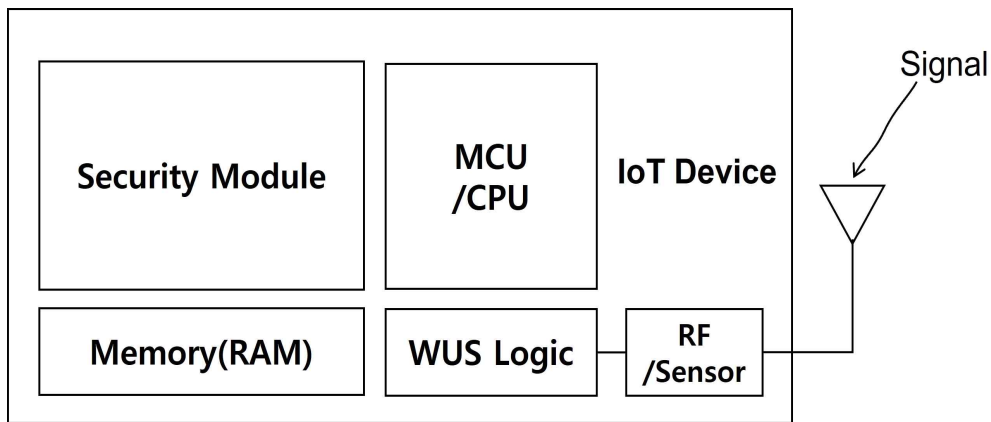 Signal
Security Module
MCU
/CPU
IoT Device
Memory(RAM)
WUS Logic
RF
/Sensor